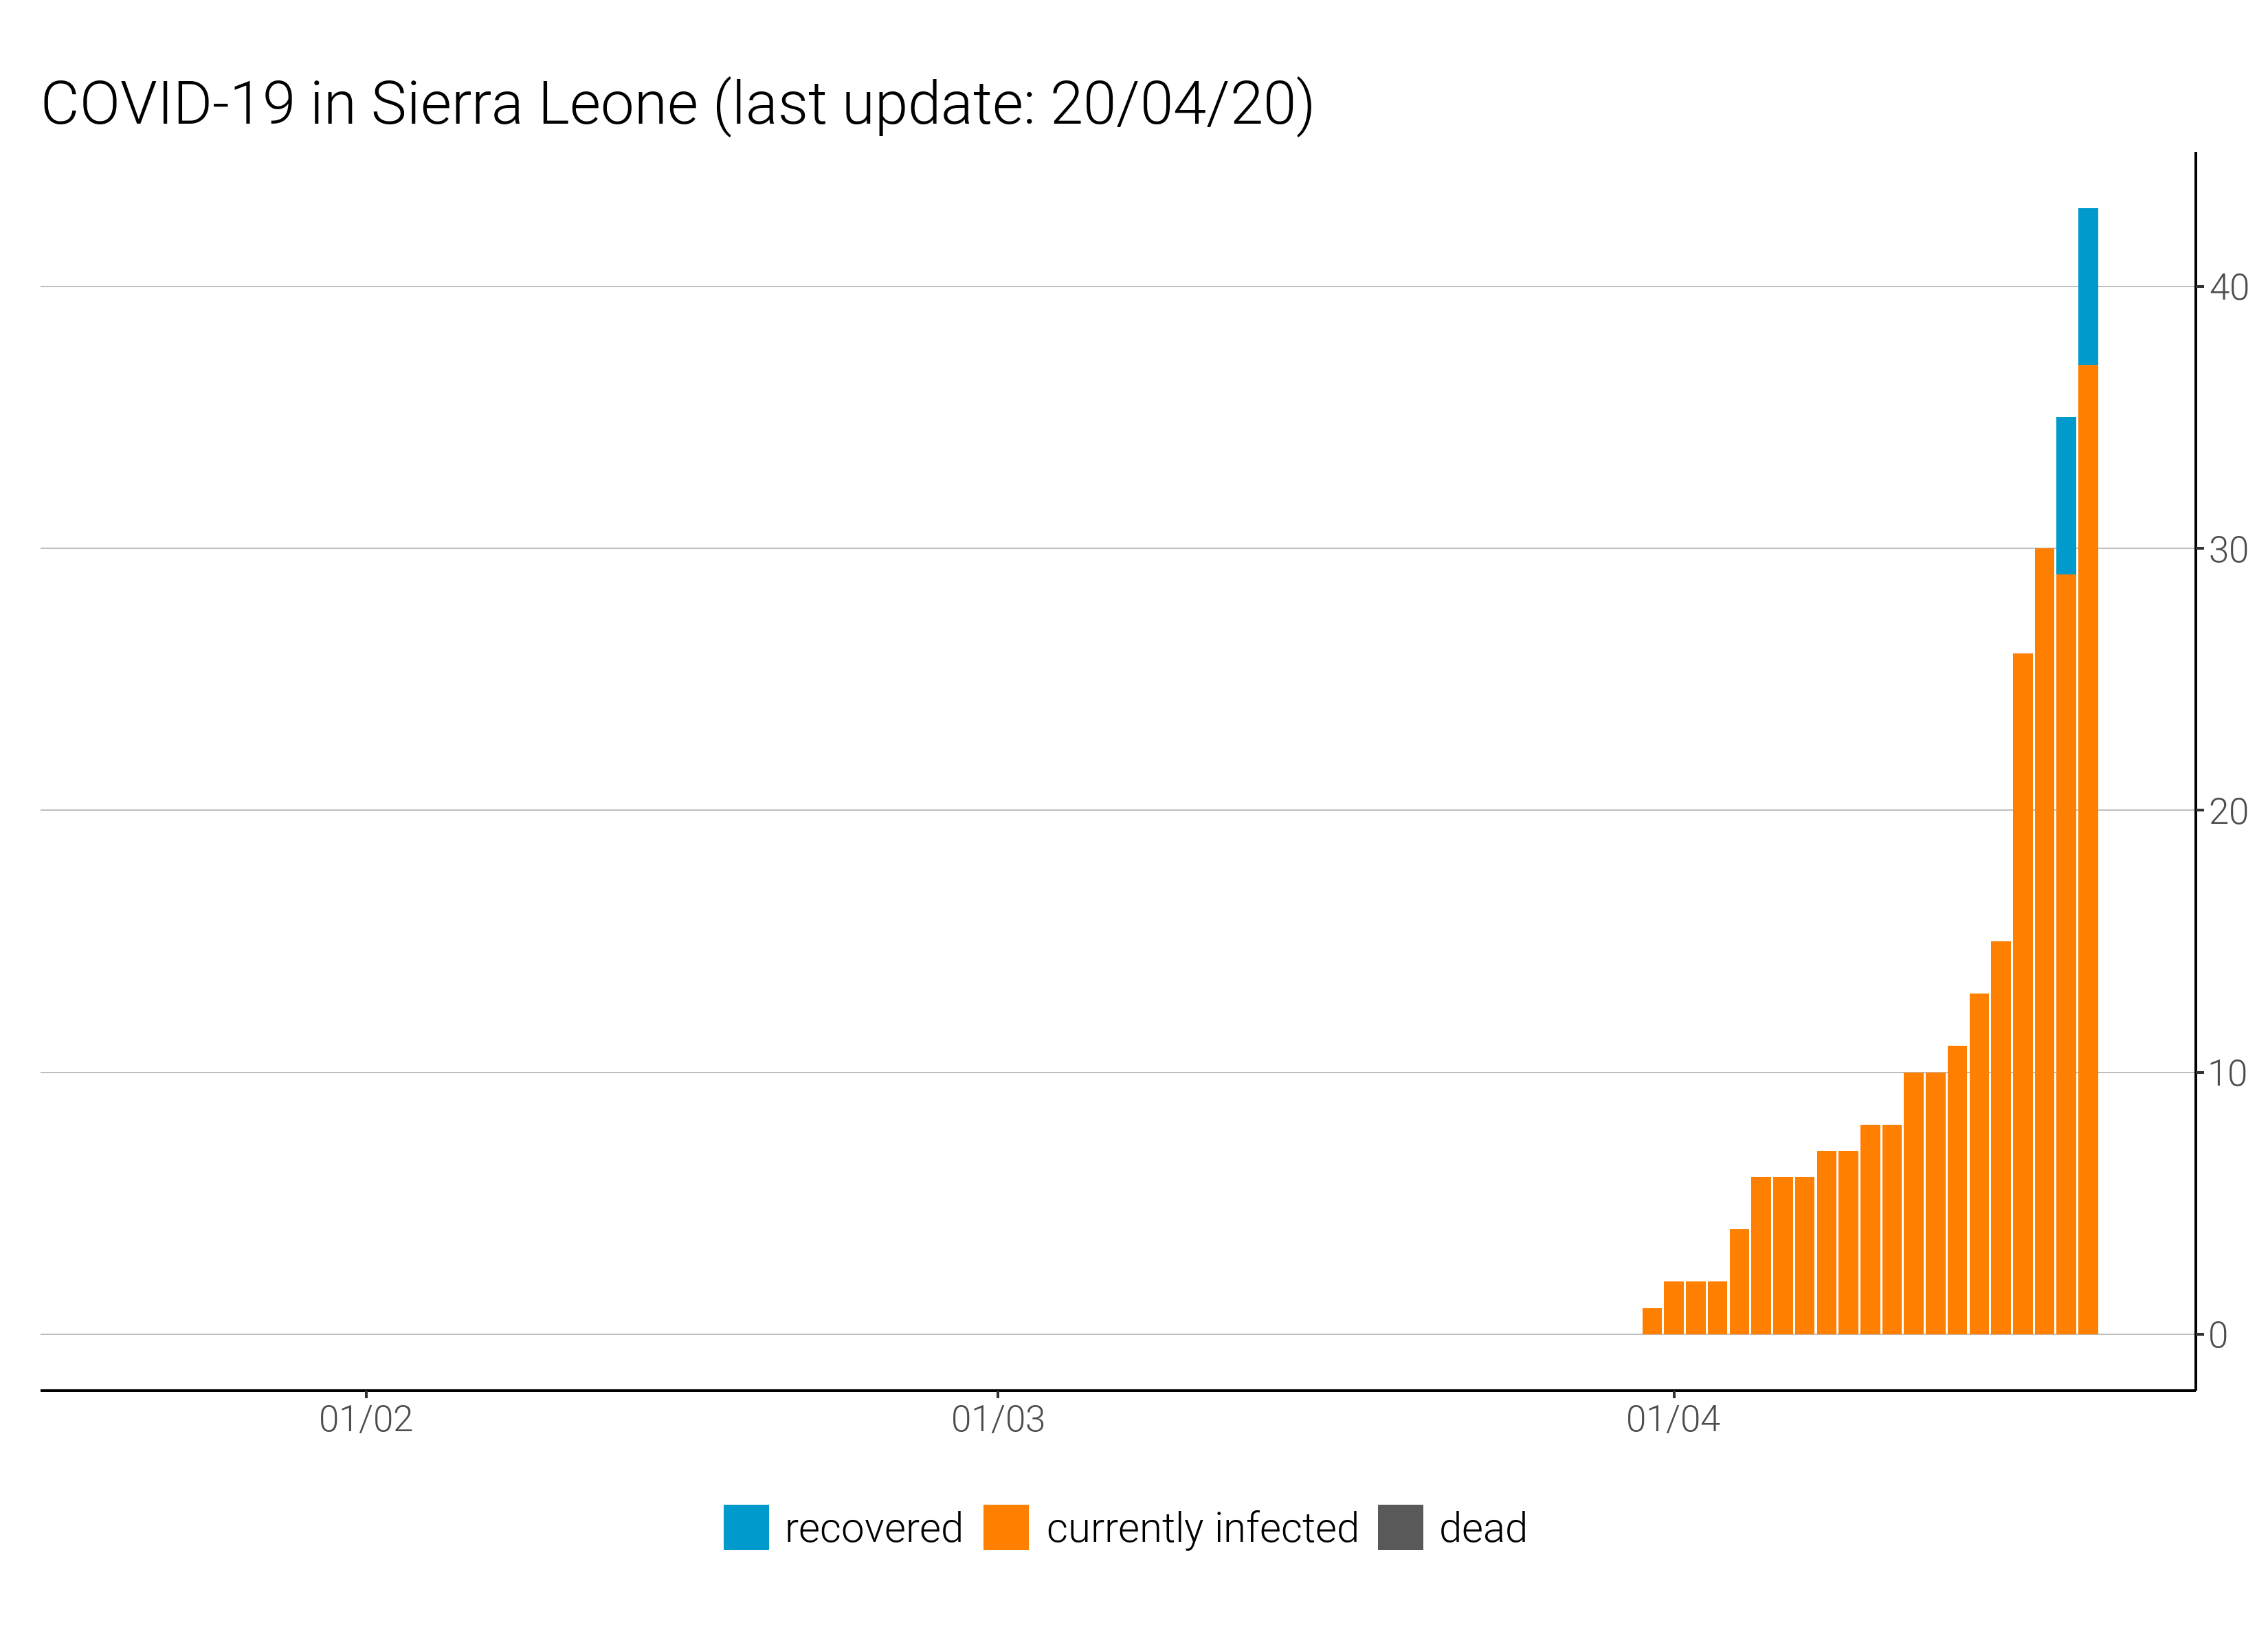 COVID-19 in Sierra Leone (last update: 20/04/20)
40
30
20
10
0
01/02 01/03 01/04
recovered currently infected dead